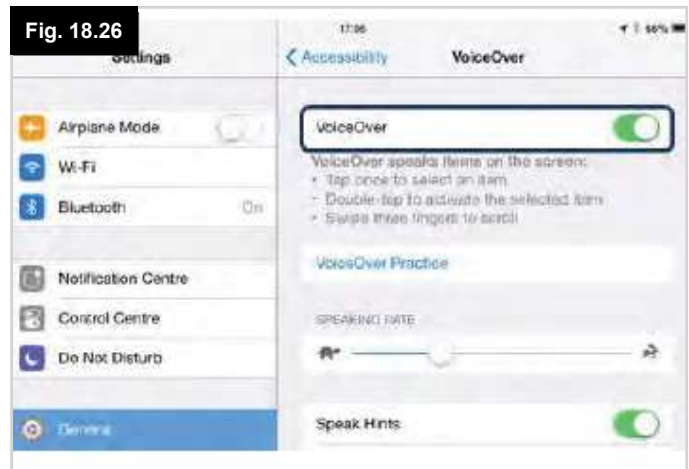 Fig. 18.26
Settings
17:06
56%
Accessibility
VoiceOver
Airplane Mode
Wi-Fi
Bluetooth
On
Notification Centre
Control Centre
Do Not Disturb
General
VoiceOver
VoiceOver speaks items on the screen:
• Tap once to select an item
• Double-tap to activate the selected item
• Swipe three fingers to scroll
VoiceOver Practice
SPEAKING RATE
Speak Hints